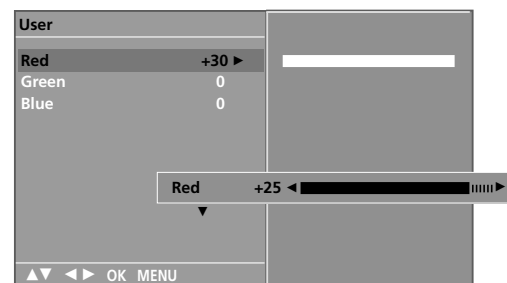 User
Red +30 ►
Green 0
Blue 0
Red +25 ◄ ►
▼
▲▼ ◄► OK MENU